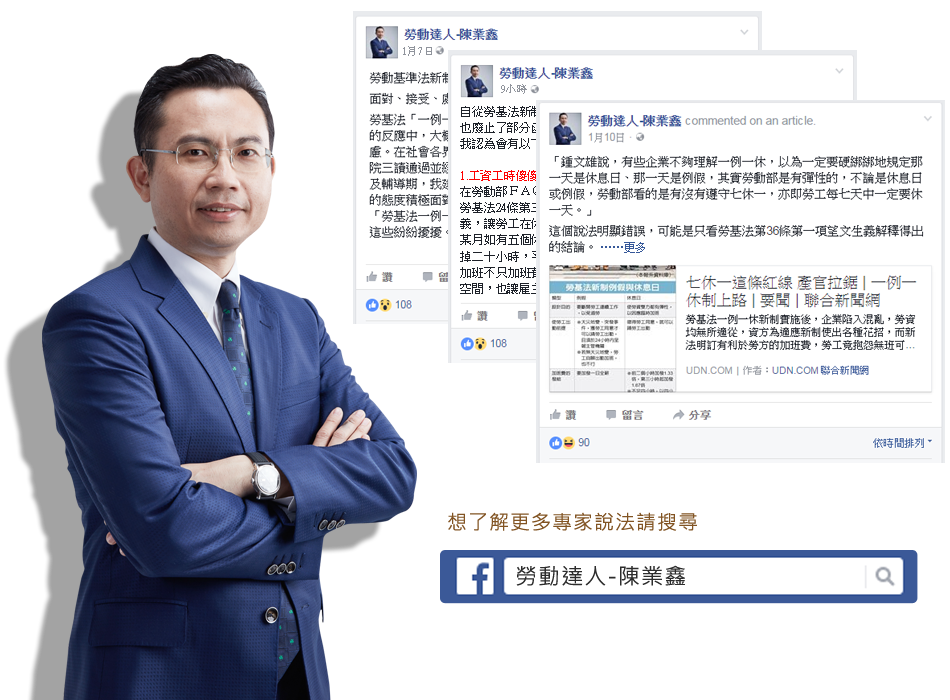 勞動達人-陳業鑫
1月7日
勞動基準法新制
面對、接受、處
勞基法「一例一
的反應中，大概
慮。在社會各界
院三讀通過並經
及輔導期，我建
的態度積極面對
「勞基法一例一
這些紛紛擾擾。
讚
108
勞動達人-陳業鑫
9小時
自從勞基法新制
也廢止了部分函
我認為會有以下
1.工資工時傻傻
在勞動部ＦＡＱ
勞基法24條第三
義，讓勞工在休
某月如有五個休
掉二十小時，平
加班不只加班費
空間，也讓雇主
讚
108
勞動達人-陳業鑫 commented on an article.
1月10日 ·
「鍾文雄說，有些企業不夠理解一例一休，以為一定要硬綁綁地規定那
一天是休息日、那一天是例假，其實勞動部是有彈性的，不論是休息日
或例假，勞動部看的是有沒有遵守七休一，亦即勞工每七天中一定要休
一天。」
這個說法明顯錯誤，可能是只看勞基法第36條第一項望文生義解釋得出
的結論。 ……更多
勞基法新制例假與休息日
類型 例假 休息日
七休一這條紅線 產官拉鋸 | 一例一
休制上路 | 要聞 | 聯合新聞網
勞基法一例一休新制實施後，企業陷入混亂，勞資
均無所適從，資方為適應新制使出各種花招，而新
法明訂有利於勞方的加班費，勞工竟抱怨無班可…
UDN.COM | 作者：UDN.COM聯合新聞網
讚 留言 分享
90 依時間排列
想了解更多專家說法請搜尋
f 勞動達人-陳業鑫